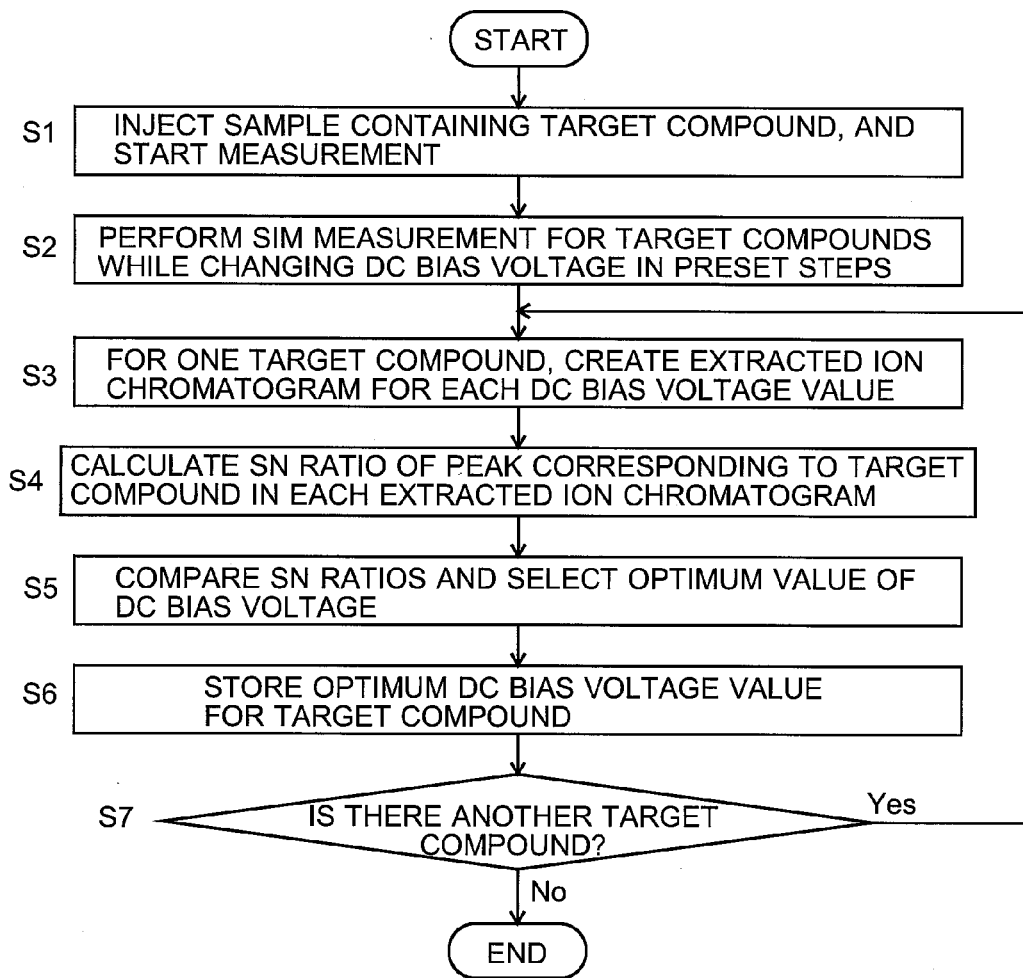 START
S1
INJECT SAMPLE CONTAINING TARGET COMPOUND, AND
START MEASUREMENT
S2
PERFORM SIM MEASUREMENT FOR TARGET COMPOUNDS
WHILE CHANGING DC BIAS VOLTAGE IN PRESET STEPS
S3
FOR ONE TARGET COMPOUND, CREATE EXTRACTED ION
CHROMATOGRAM FOR EACH DC BIAS VOLTAGE VALUE
S4
CALCULATE SN RATIO OF PEAK CORRESPONDING TO TARGET
COMPOUND IN EACH EXTRACTED ION CHROMATOGRAM
S5
COMPARE SN RATIOS AND SELECT OPTIMUM VALUE OF
DC BIAS VOLTAGE
S6
STORE OPTIMUM DC BIAS VOLTAGE VALUE
FOR TARGET COMPOUND
S7
IS THERE ANOTHER TARGET
COMPOUND?
Yes
No
END